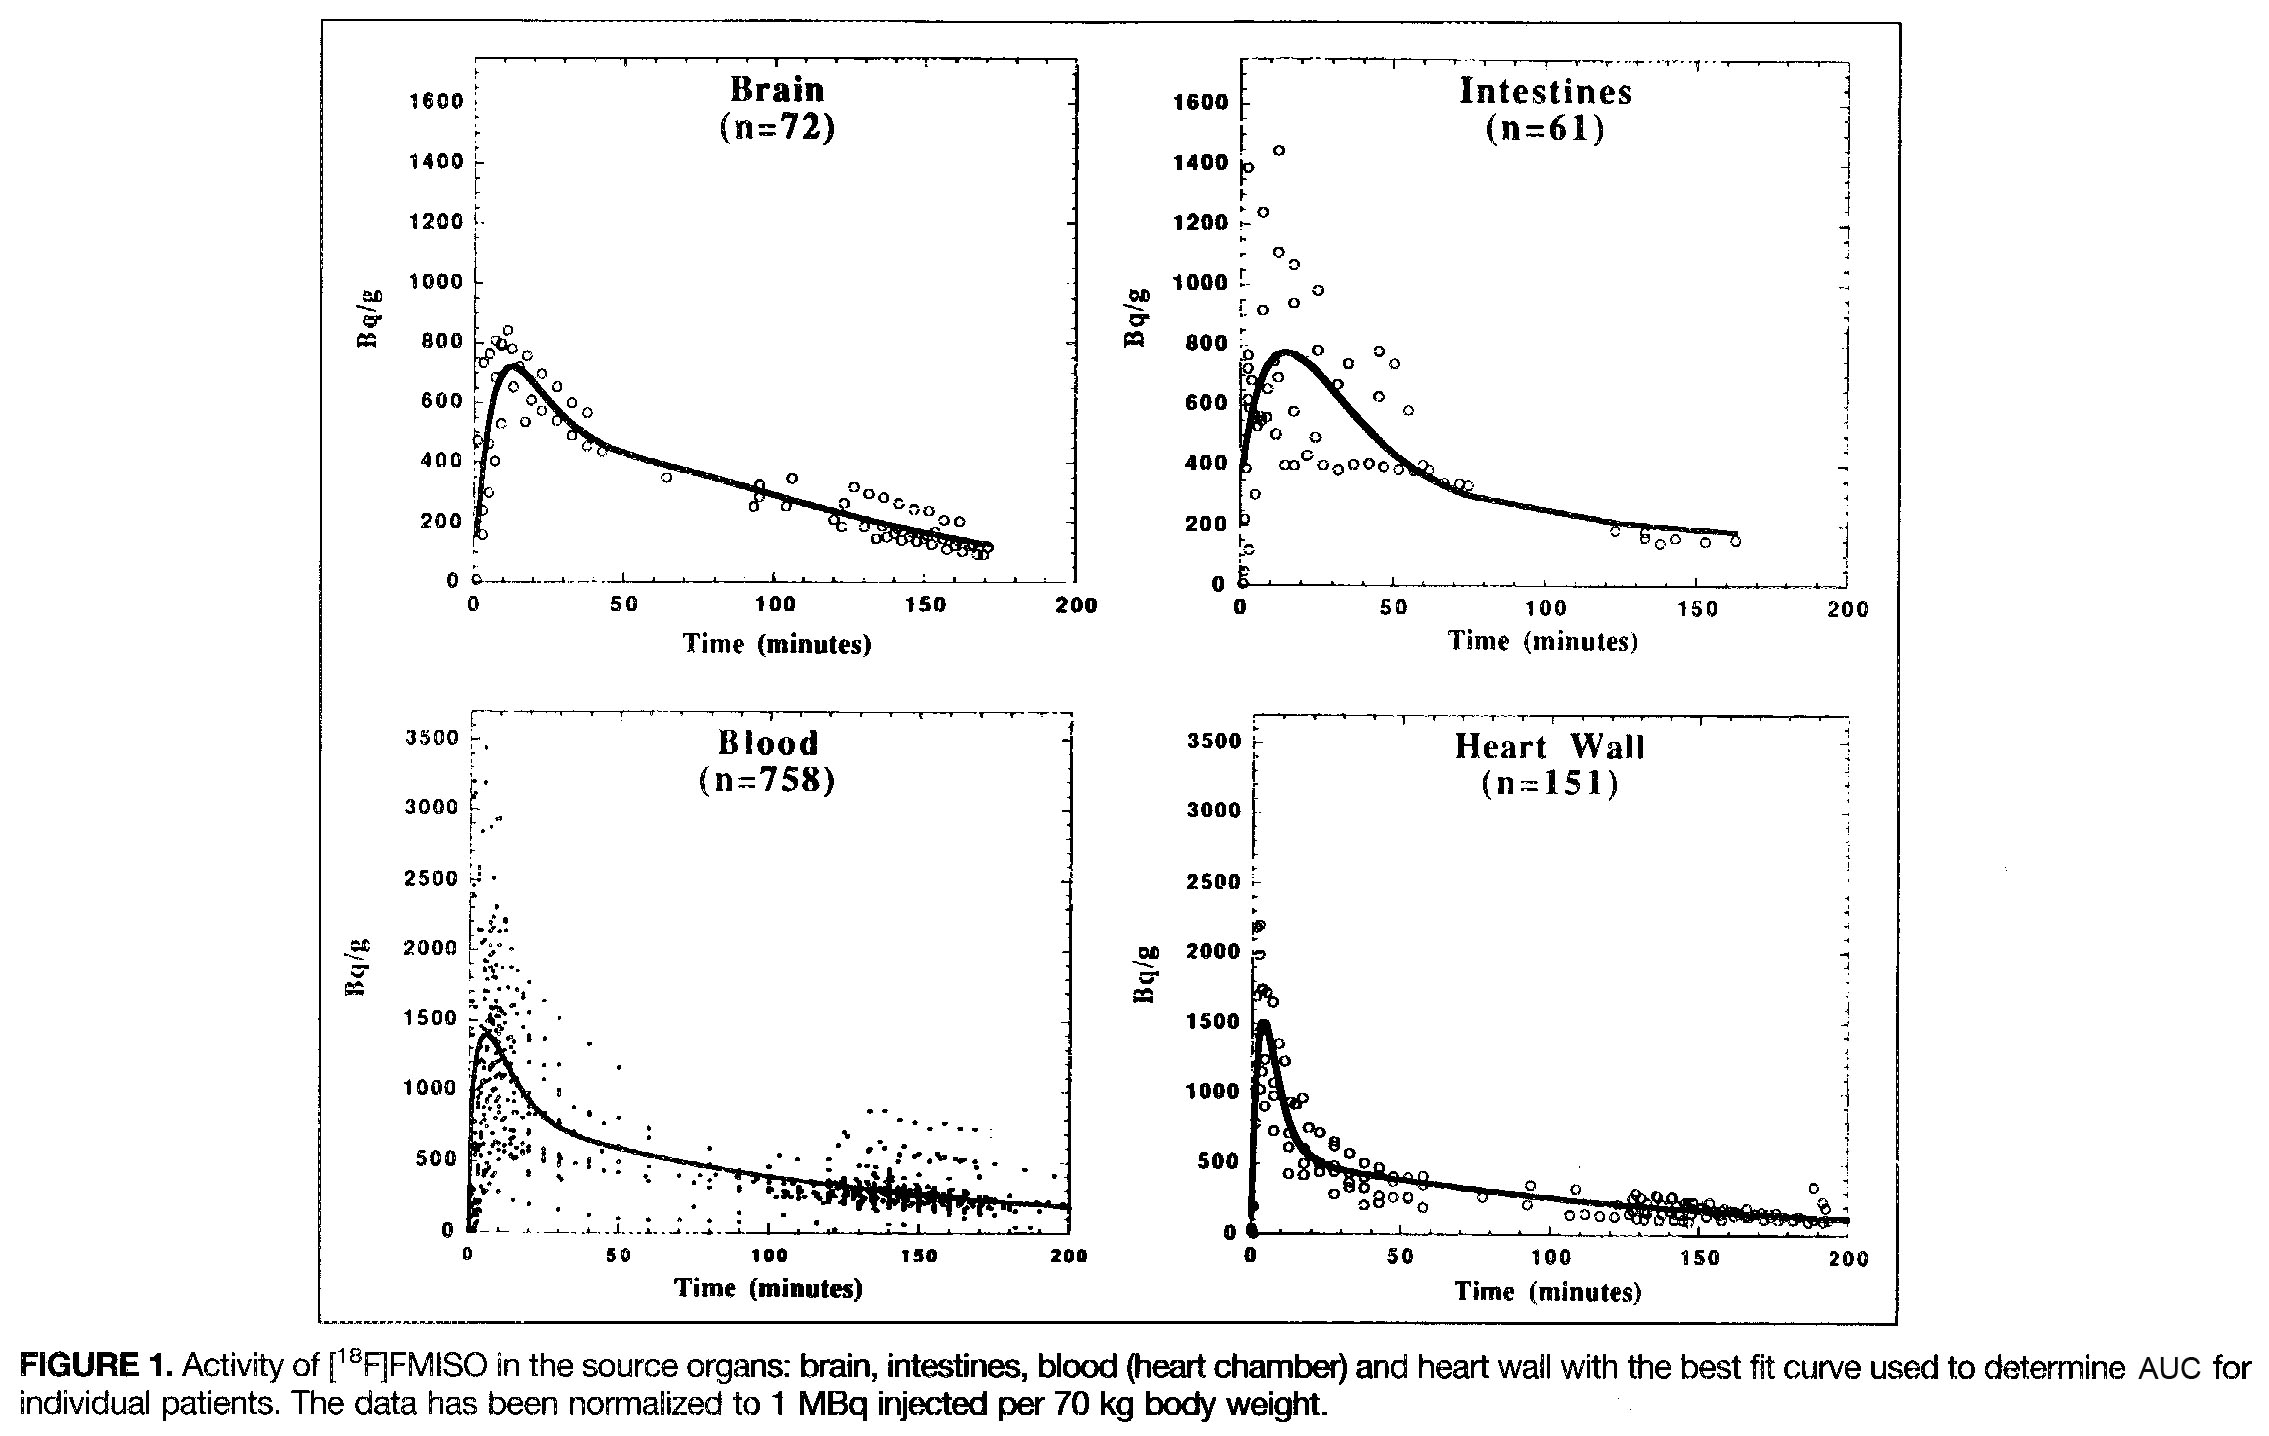 Brain
(n=72)
1600
1400
1200
1000
800
600
400
200
0
Bq/g
0 50 100 150 200
Time (minutes)
Intestines
(n=61)
1600
1400
1200
1000
800
600
400
200
0
Bq/g
0 50 100 150 200
Time (minutes)
Blood
(n=758)
3500
3000
2500
2000
1500
1000
500
0
Bq/g
0 50 100 150 200
Time (minutes)
Heart Wall
(n=151)
3500
3000
2500
2000
1500
1000
500
0
Bq/g
0 50 100 150 200
Time (minutes)
FIGURE 1. Activity of [¹⁸F]FMISO in the source organs: brain, intestines, blood (heart chamber) and heart wall with the best fit curve used to determine AUC for
individual patients. The data has been normalized to 1 MBq injected per 70 kg body weight.